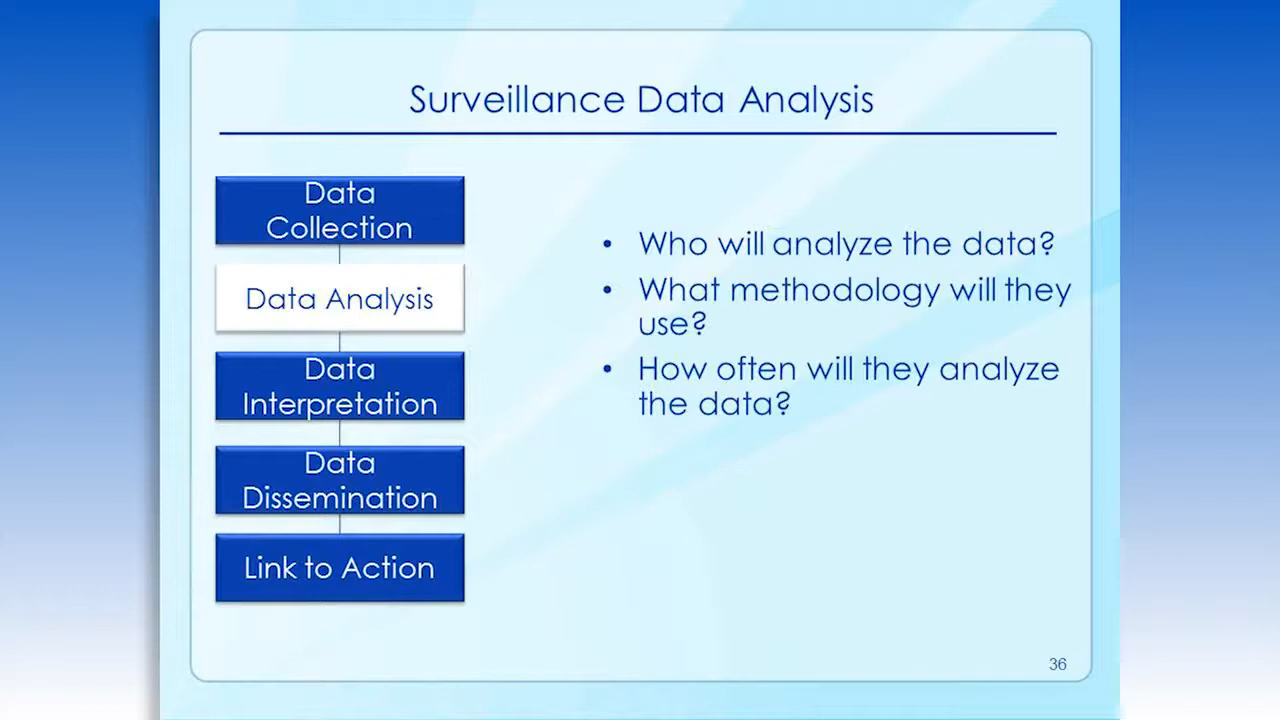 Surveillance Data Analysis
Data
Collection
Data Analysis
Data
Interpretation
Data
Dissemination
Link to Action
• Who will analyze the data?
• What methodology will they
use?
• How often will they analyze
the data?
36